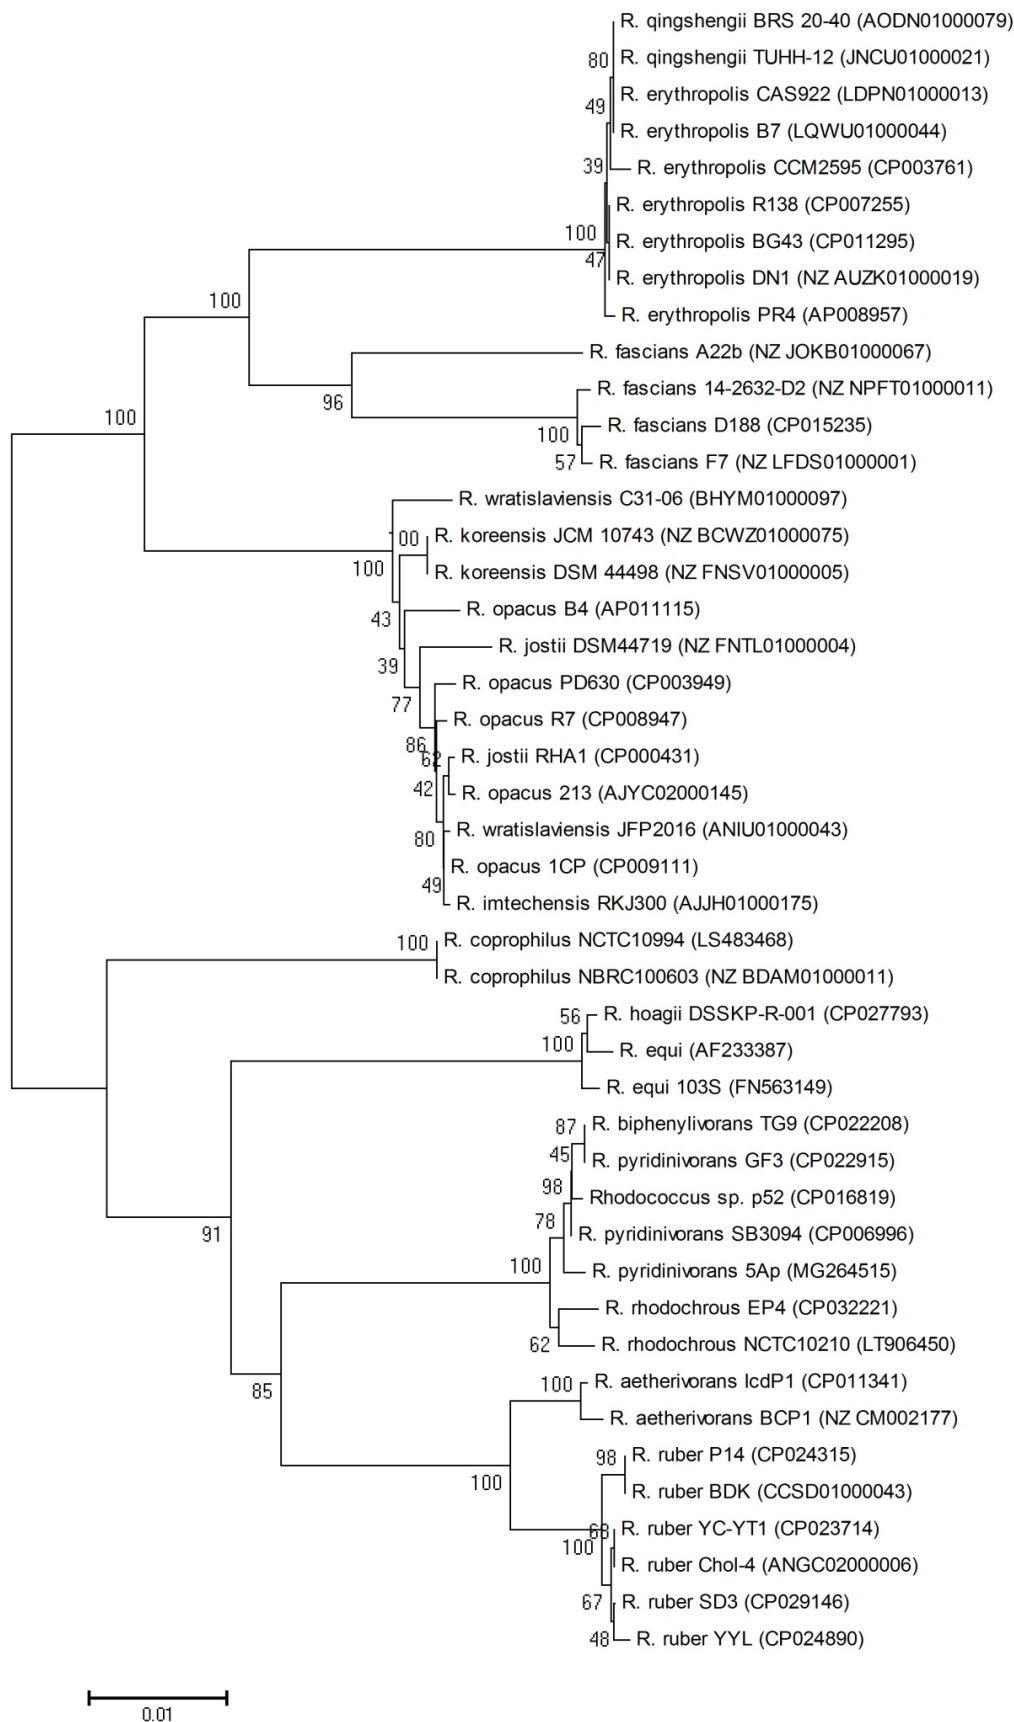 R. qingshengii BRS 20-40 (AODN01000079)
80
R. qingshengii TUHH-12 (JNCU01000021)
49
R. erythropolis CAS922 (LDPN01000013)
R. erythropolis B7 (LQWU01000044)
39
R. erythropolis CCM2595 (CP003761)
R. erythropolis R138 (CP007255)
100
R. erythropolis BG43 (CP011295)
47
R. erythropolis DN1 (NZ AUZK01000019)
100
R. erythropolis PR4 (AP008957)
R. fascians A22b (NZ JOKB01000067)
96
R. fascians 14-2632-D2 (NZ NPFT01000011)
100
R. fascians D188 (CP015235)
100
57
R. fascians F7 (NZ LFDS01000001)
R. wratislaviensis C31-06 (BHYM01000097)
100
R. koreensis JCM 10743 (NZ BCWZ01000075)
100
R. koreensis DSM 44498 (NZ FNSV01000005)
43
R. opacus B4 (AP011115)
39
R. jostii DSM44719 (NZ FNTL01000004)
77
R. opacus PD630 (CP003949)
R. opacus R7 (CP008947)
86
62
R. jostii RHA1 (CP000431)
42
R. opacus 213 (AJYC02000145)
80
R. wratislaviensis JFP2016 (ANIU01000043)
R. opacus 1CP (CP009111)
49
R. imtechensis RKJ300 (AJJH01000175)
100
R. coprophilus NCTC10994 (LS483468)
R. coprophilus NBRC100603 (NZ BDAM01000011)
56
R. hoagii DSSKP-R-001 (CP027793)
100
R. equi (AF233387)
R. equi 103S (FN563149)
87
R. biphenylivorans TG9 (CP022208)
45
R. pyridinivorans GF3 (CP022915)
98
Rhodococcus sp. p52 (CP016819)
78
91
R. pyridinivorans SB3094 (CP006996)
100
R. pyridinivorans 5Ap (MG264515)
R. rhodochrous EP4 (CP032221)
62
R. rhodochrous NCTC10210 (LT906450)
85
100
R. aetherivorans IcdP1 (CP011341)
R. aetherivorans BCP1 (NZ CM002177)
98
R. ruber P14 (CP024315)
100
R. ruber BDK (CCSD01000043)
68
R. ruber YC-YT1 (CP023714)
100
R. ruber Chol-4 (ANGC02000006)
67
R. ruber SD3 (CP029146)
48
R. ruber YYL (CP024890)
0.01